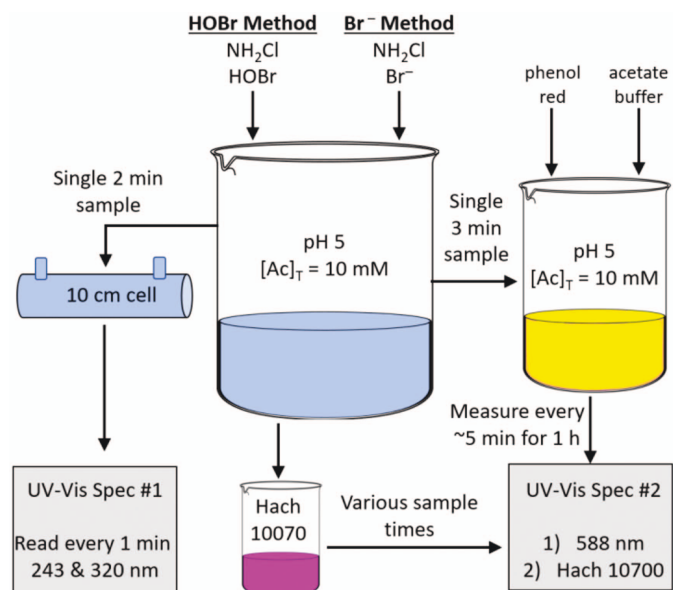 HOBr Method
NH₂Cl
HOBr
Br⁻ Method
NH₂Cl
Br⁻
phenol
red
acetate
buffer
Single 2 min
sample
10 cm cell
pH 5
[Ac]T = 10 mM
Single
3 min
sample
pH 5
[Ac]T = 10 mM
Measure every
~5 min for 1 h
UV-Vis Spec #1
Read every 1 min
243 & 320 nm
Hach
10070
Various sample
times
UV-Vis Spec #2
1) 588 nm
2) Hach 10700